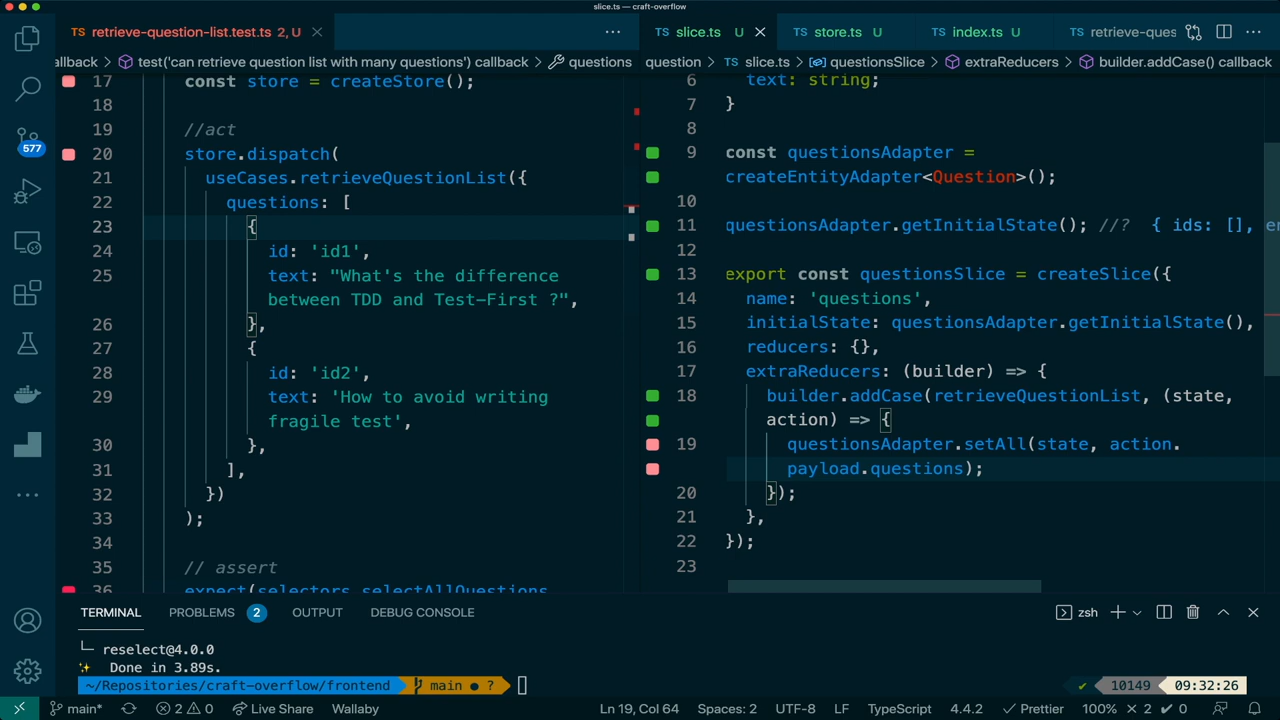 slice.ts — craft-overflow
TS retrieve-question-list.test.ts 2, U
TS slice.ts U
TS store.ts U
TS index.ts U
TS retrieve-ques
allback > test('can retrieve question list with many questions') callback > questions
question > TS slice.ts > questionsSlice > extraReducers > builder.addCase() callback
17 const store = createStore();
18
19 //act
20 store.dispatch(
21 useCases.retrieveQuestionList({
22 questions: [
23 {
24 id: 'id1',
25 text: "What's the difference
between TDD and Test-First ?",
26 },
27 {
28 id: 'id2',
29 text: 'How to avoid writing
fragile test',
30 },
31 ],
32 })
33 );
34
35 // assert
36 expect(selectors.selectAllQuestions
6 text: string;
7 }
8
9 const questionsAdapter =
createEntityAdapter<Question>();
10
11 questionsAdapter.getInitialState(); //? { ids: [], en
12
13 export const questionsSlice = createSlice({
14 name: 'questions',
15 initialState: questionsAdapter.getInitialState(),
16 reducers: {},
17 extraReducers: (builder) => {
18 builder.addCase(retrieveQuestionList, (state,
action) => {
19 questionsAdapter.setAll(state, action.
payload.questions);
20 });
21 },
22 });
23
577
TERMINAL PROBLEMS 2 OUTPUT DEBUG CONSOLE
zsh
└─ reselect@4.0.0
✨ Done in 3.89s.
~/Repositories/craft-overflow/frontend main ● ?
✔ 10149 09:32:26
main* 2 0 Live Share Wallaby
Ln 19, Col 64 Spaces: 2 UTF-8 LF TypeScript 4.4.2 ✓ Prettier 100% × 2 ✔ 0